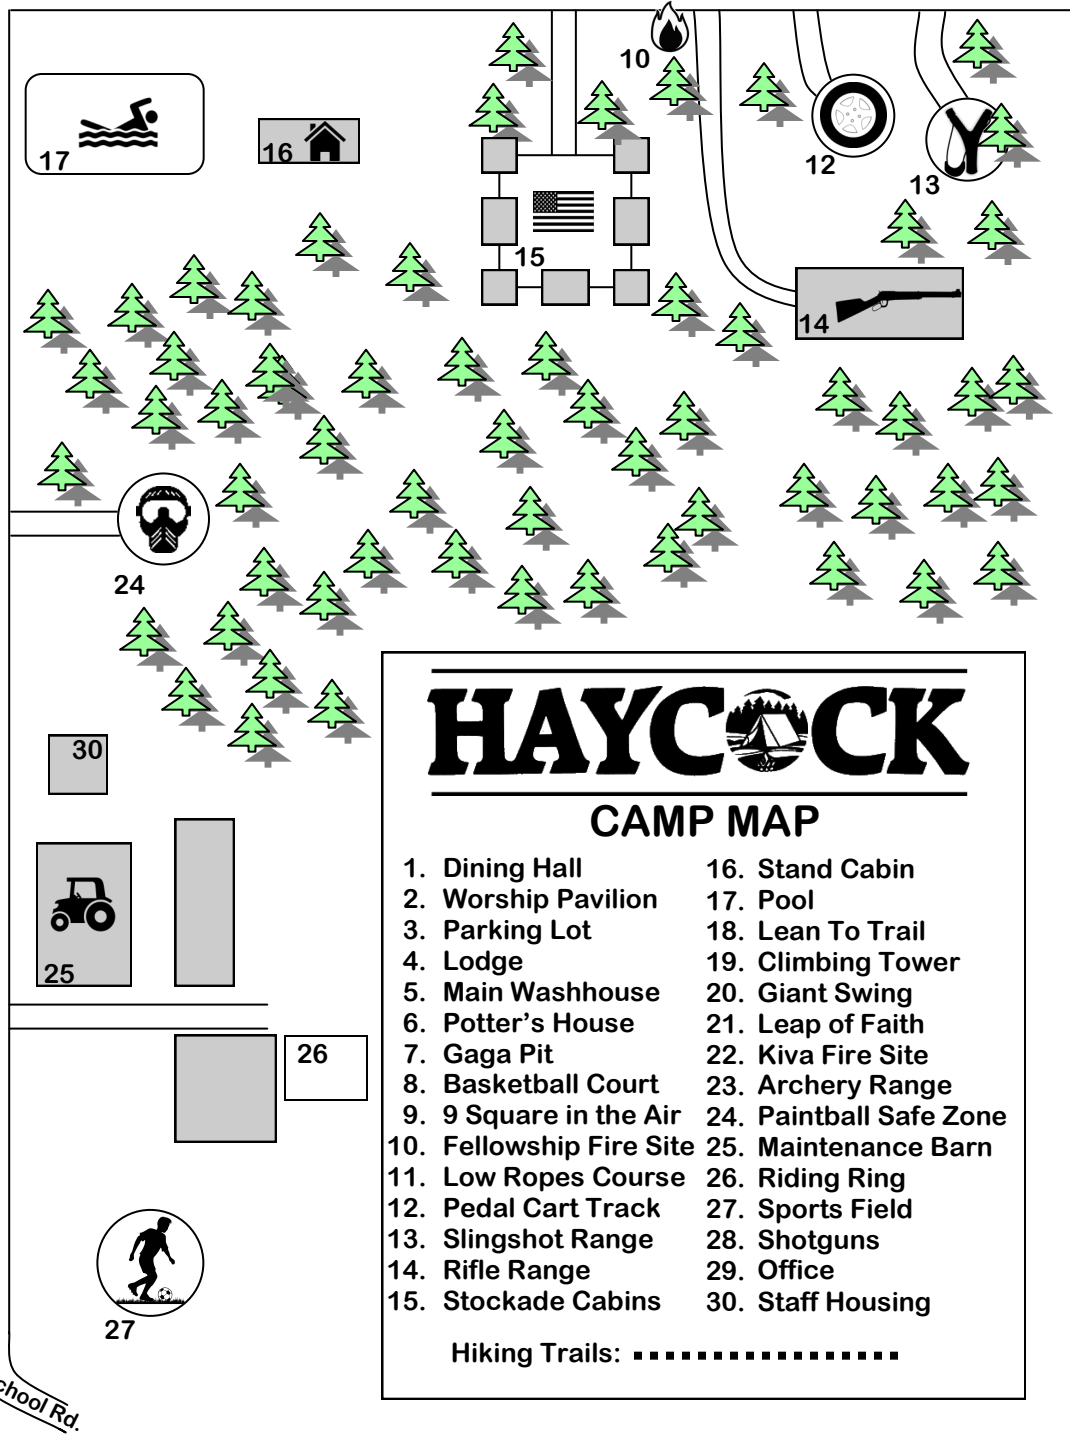 10
17
16
12
13
15
14
24
30
25
26
27
chool Rd.
HAYCOCK
CAMP MAP
1. Dining Hall
2. Worship Pavilion
3. Parking Lot
4. Lodge
5. Main Washhouse
6. Potter's House
7. Gaga Pit
8. Basketball Court
9. 9 Square in the Air
10. Fellowship Fire Site
11. Low Ropes Course
12. Pedal Cart Track
13. Slingshot Range
14. Rifle Range
15. Stockade Cabins
16. Stand Cabin
17. Pool
18. Lean To Trail
19. Climbing Tower
20. Giant Swing
21. Leap of Faith
22. Kiva Fire Site
23. Archery Range
24. Paintball Safe Zone
25. Maintenance Barn
26. Riding Ring
27. Sports Field
28. Shotguns
29. Office
30. Staff Housing
Hiking Trails: